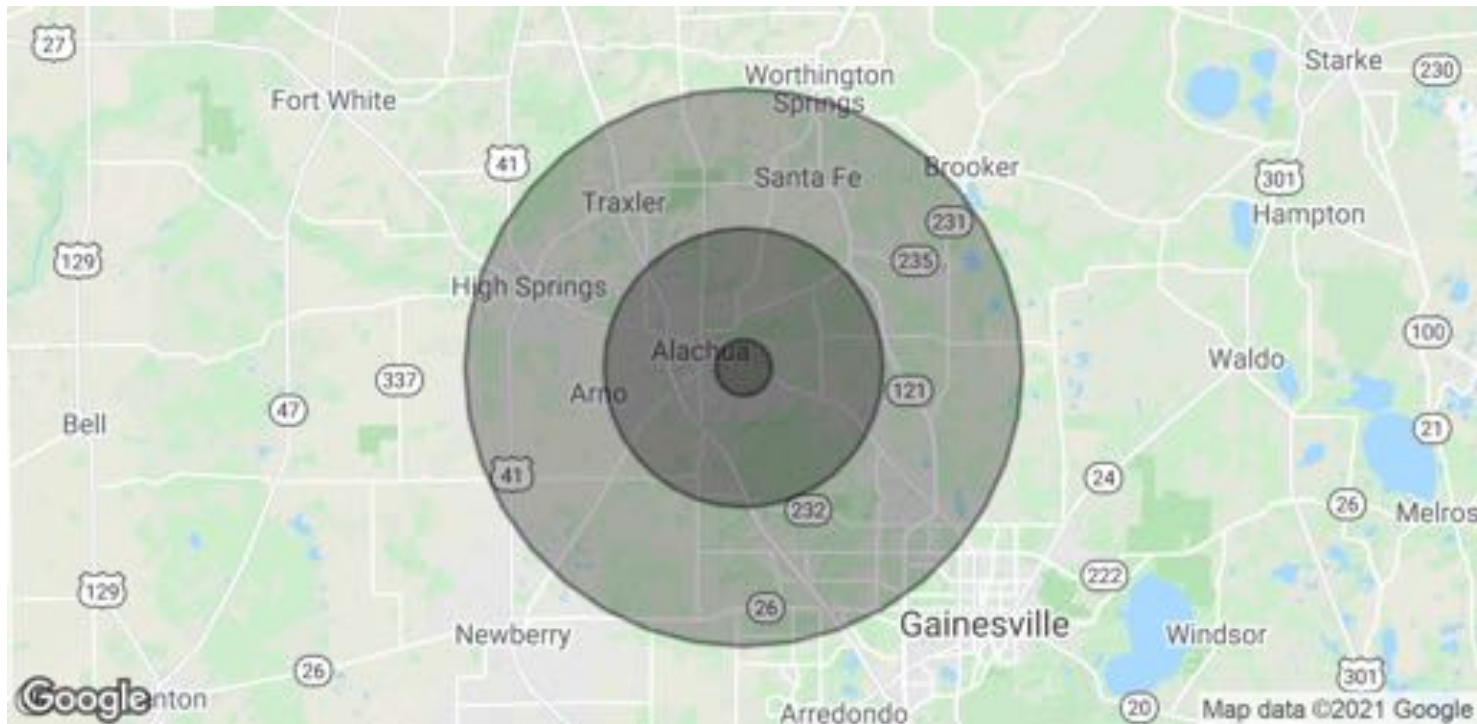 27
Fort White
Worthington
Springs
Starke
230
41
Traxler
Santa Fe
Brooker
301
Hampton
231
129
235
High Springs
100
Alachua
Waldo
337
Arno
121
47
Bell
21
41
24
232
26
Melros
129
222
26
Newberry
Gainesville
Windsor
26
301
Google
nton
Arredondo
20
Map data ©2021 Google